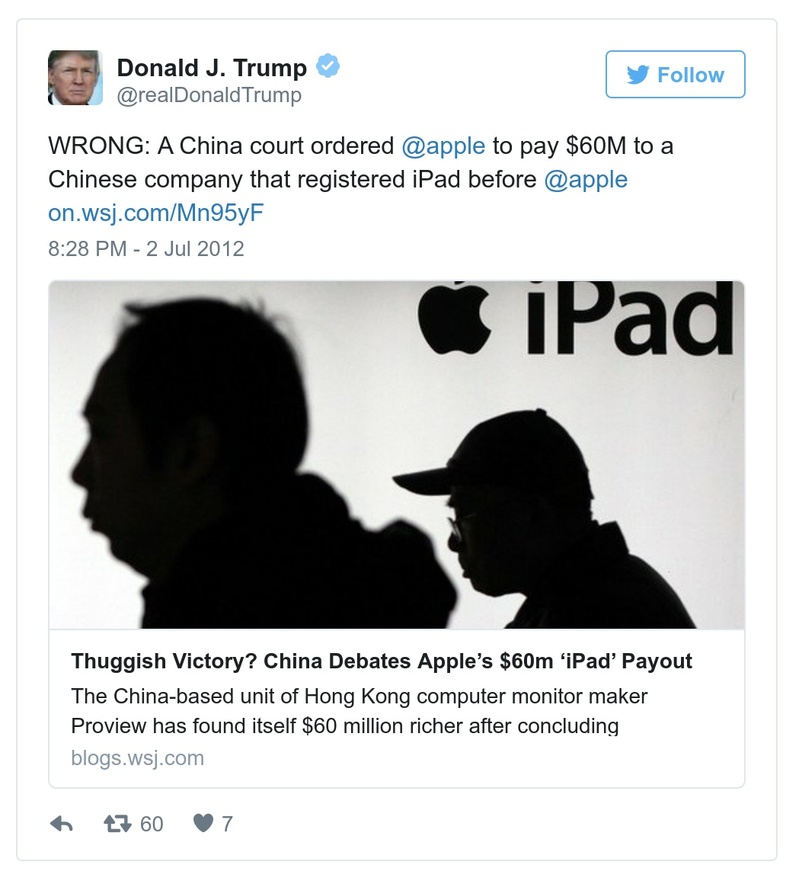 Donald J. Trump
@realDonaldTrump
Follow
WRONG: A China court ordered @apple to pay $60M to a
Chinese company that registered iPad before @apple
on.wsj.com/Mn95yF
8:28 PM - 2 Jul 2012
iPad
Thuggish Victory? China Debates Apple’s $60m ‘iPad’ Payout
The China-based unit of Hong Kong computer monitor maker
Proview has found itself $60 million richer after concluding
blogs.wsj.com
60
7